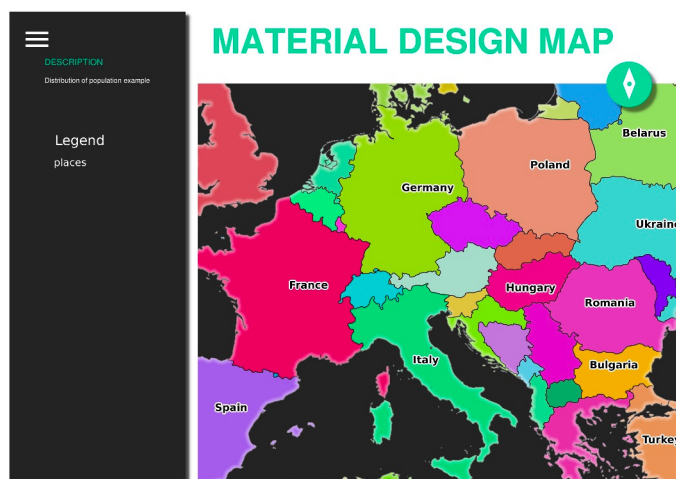 MATERIAL DESIGN MAP
DESCRIPTION
Distribution of population example
Legend
places
Belarus
Poland
Germany
Ukraine
France
Hungary
Romania
Italy
Bulgaria
Spain
Turkey